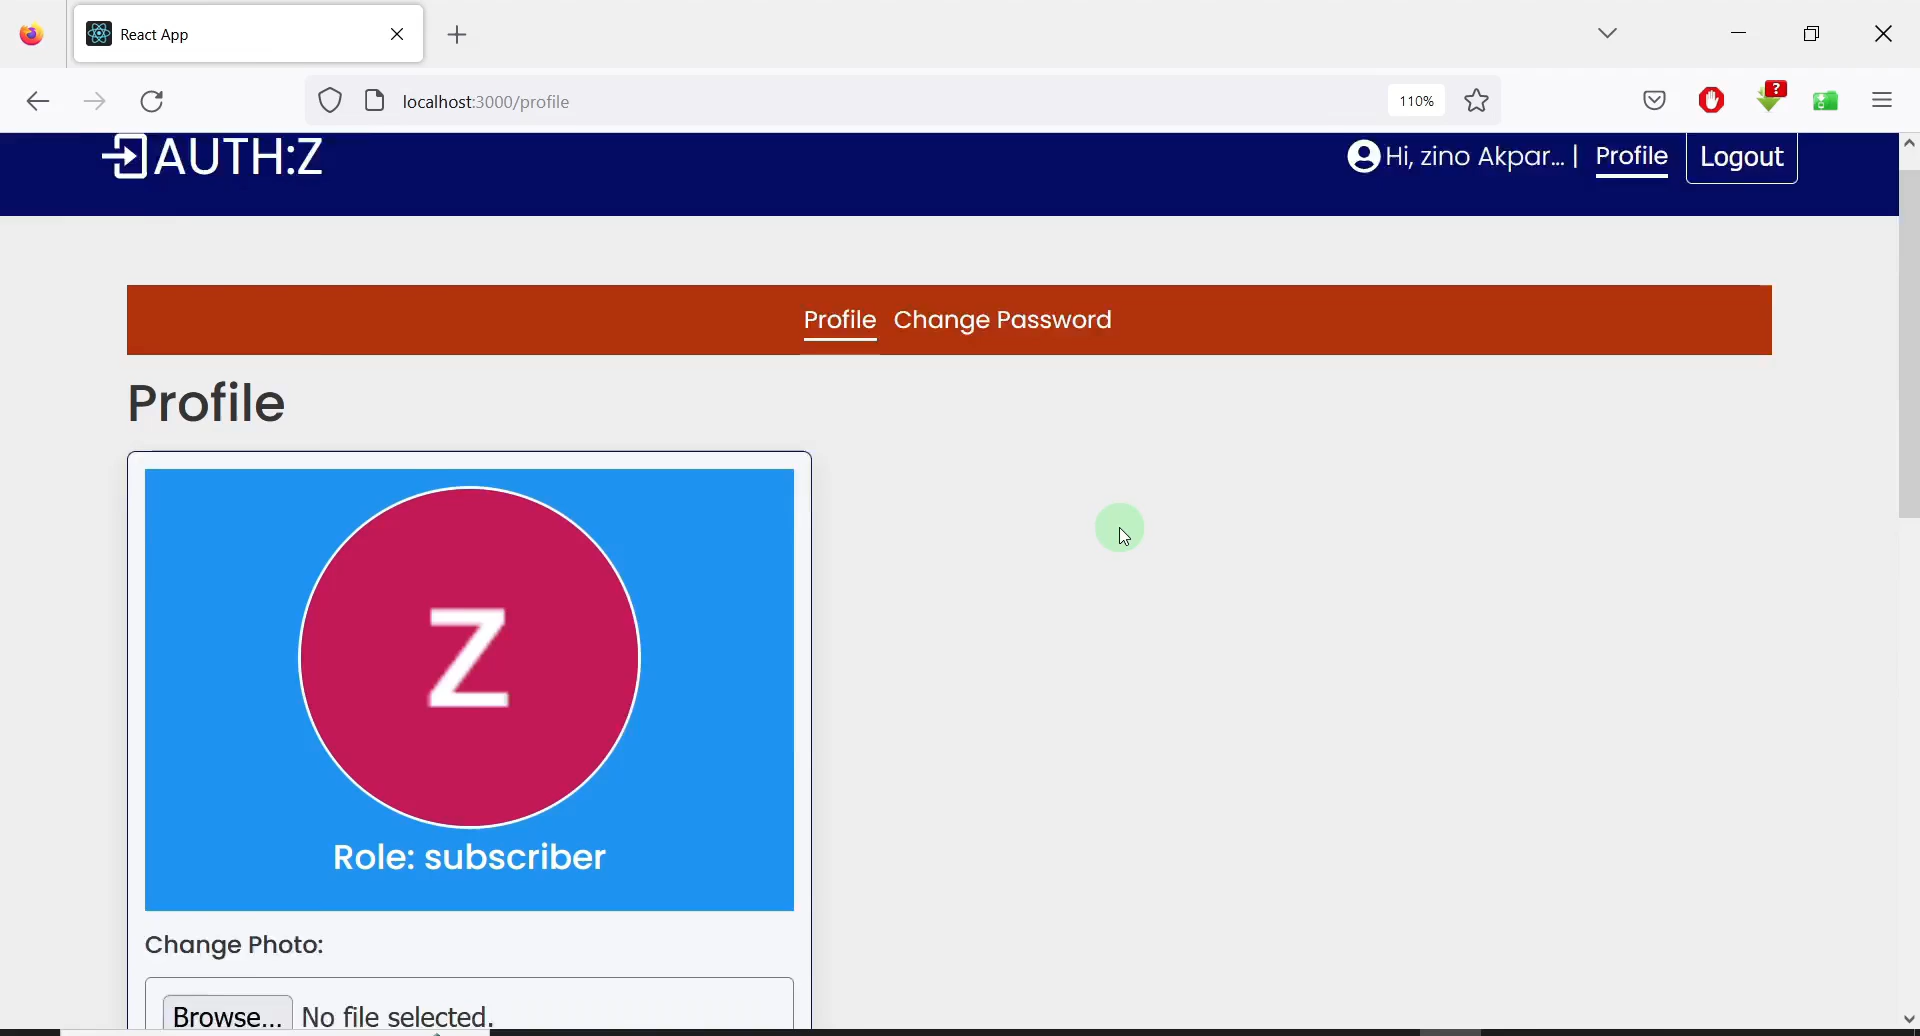 React App
localhost:3000/profile
110%
?
AUTH:Z
Hi, zino Akpar... |
Profile
Logout
Profile
Change Password
Profile
Z
Role: subscriber
Change Photo:
Browse... No file selected.